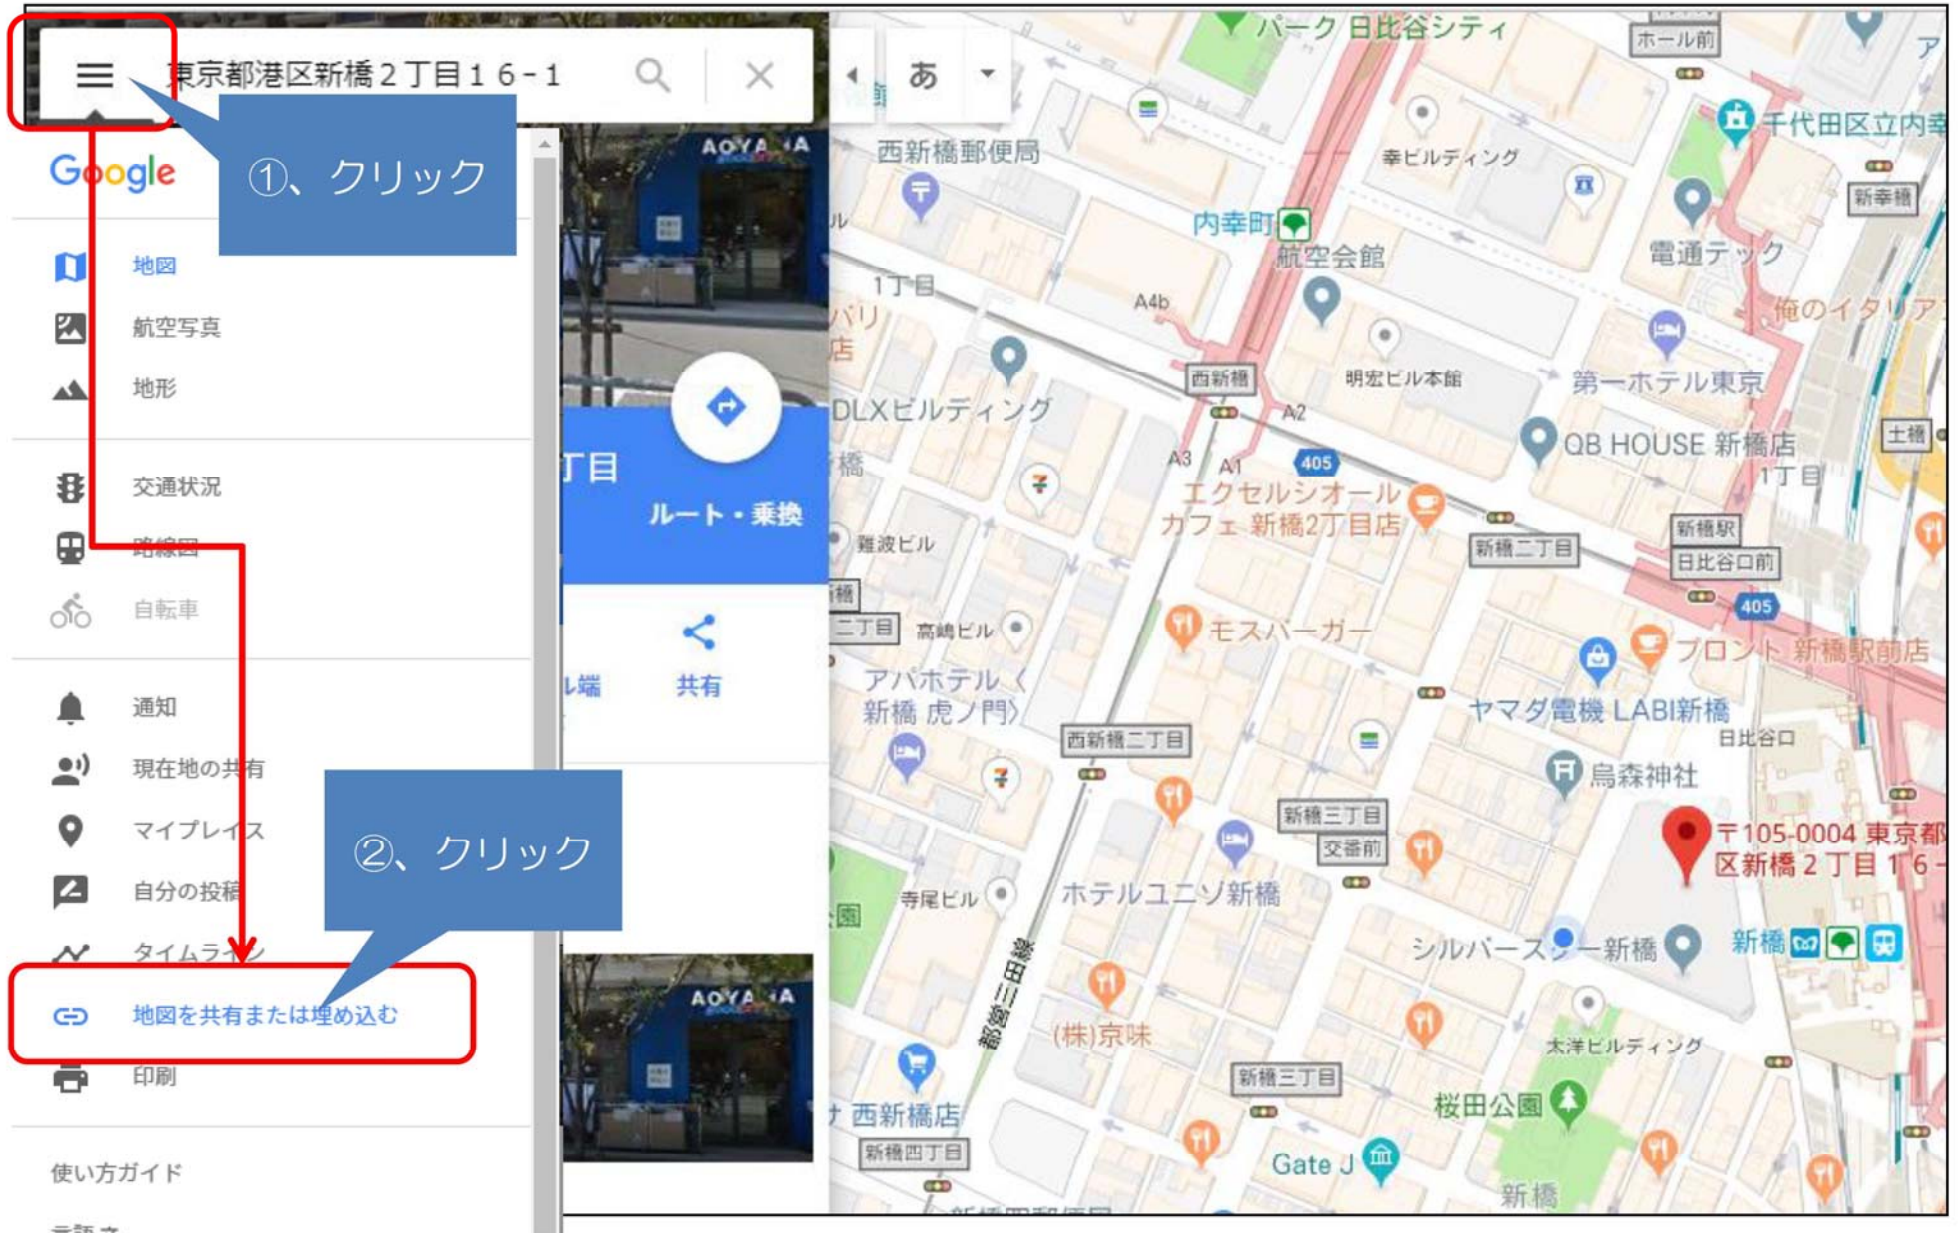 東京都港区新橋２丁目１６−１
あ
①、クリック
Google
地図
航空写真
地形
交通状況
路線図
自転車
通知
現在地の共有
マイプレイス
自分の投稿
タイムライン
②、クリック
地図を共有または埋め込む
印刷
使い方ガイド
丁目
ルート・乗換
ル端
共有
パーク 日比谷シティ
ホール前
ア
千代田区立内幸
西新橋郵便局
幸ビルディング
新幸橋
ル
内幸町
航空会館
電通テック
1丁目
A4b
俺のイタリア
バリ
店
西新橋
明宏ビル本館
第一ホテル東京
DLXビルディング
A2
土橋
QB HOUSE 新橋店
橋
A3
A1
405
1丁目
エクセルシオール
カフェ 新橋2丁目店
難波ビル
新橋二丁目
新橋駅
日比谷口前
405
橋
二丁目
高嶋ビル
モスバーガー
プロント 新橋駅前店
アパホテル〈
新橋 虎ノ門〉
ヤマダ電機 LABI新橋
西新橋二丁目
日比谷口
烏森神社
新橋三丁目
交番前
〒105-0004 東京都
区新橋２丁目１６−
寺尾ビル
ホテルユニゾ新橋
園
シルバースター新橋
新橋
都営三田線
(株)京味
太洋ビルディング
新橋三丁目
桜田公園
西新橋店
新橋四丁目
Gate J
新橋